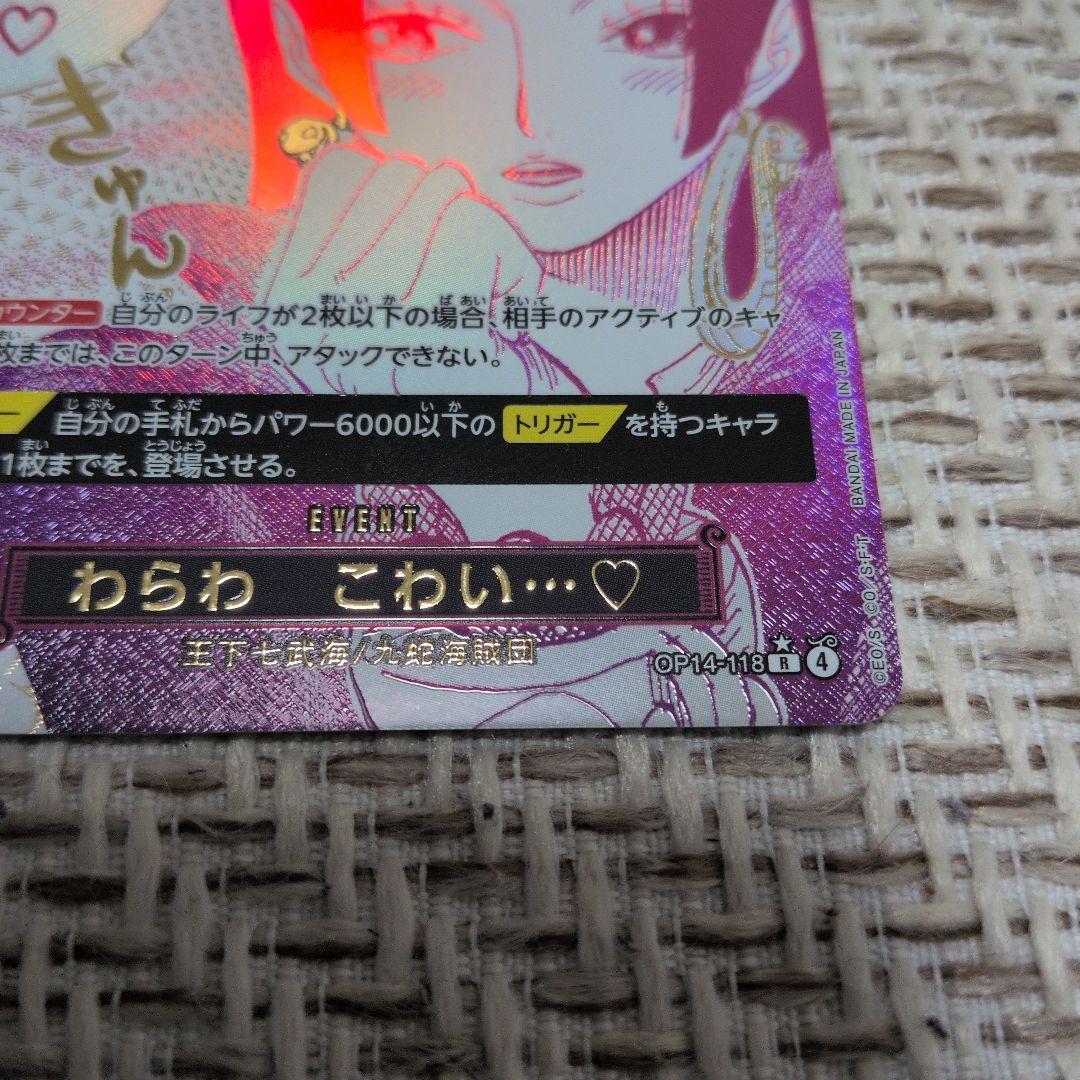 きゅん
カウンター 自分のライフが2枚以下の場合、相手のアクティブのキャ
枚までは、このターン中、アタックできない。
ー 自分の手札からパワー6000以下の トリガー を持つキャラ
1枚までを、登場させる。
EVENT
わらわ こわい…♡
王下七武海/九蛇海賊団
OP14-118 R 4
©EO/S ©O/S・F・T BANDAI MADE IN JAPAN